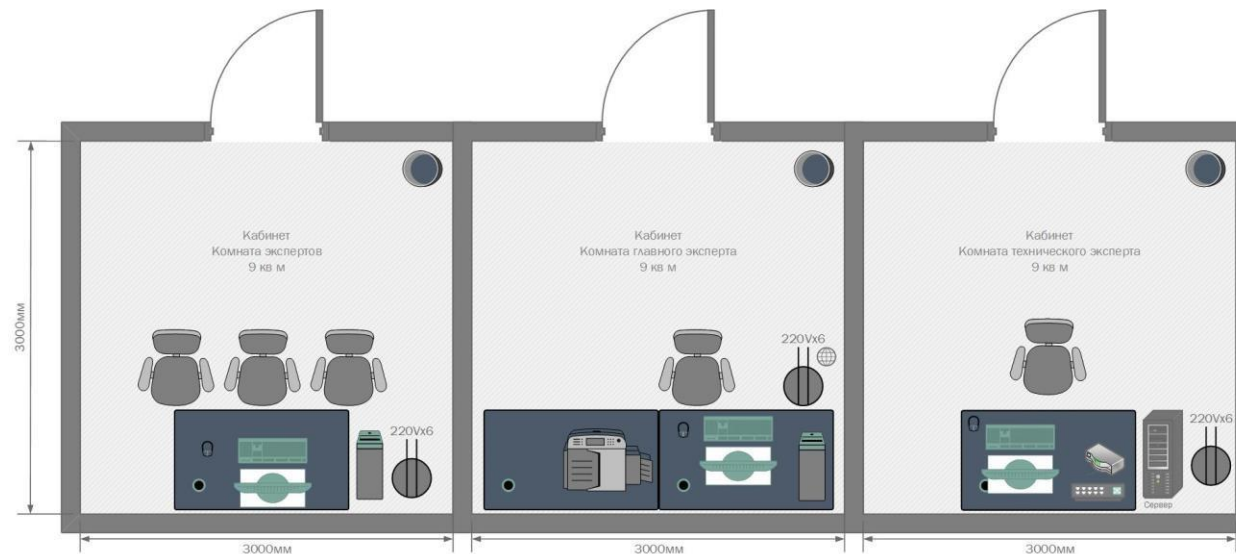 Кабинет
Комната экспертов
9 кв м
Кабинет
Комната главного эксперта
9 кв м
Кабинет
Комната технического эксперта
9 кв м
3000мм
220Vx6
220Vx6
220Vx6
Сервер
3000мм
3000мм
3000мм